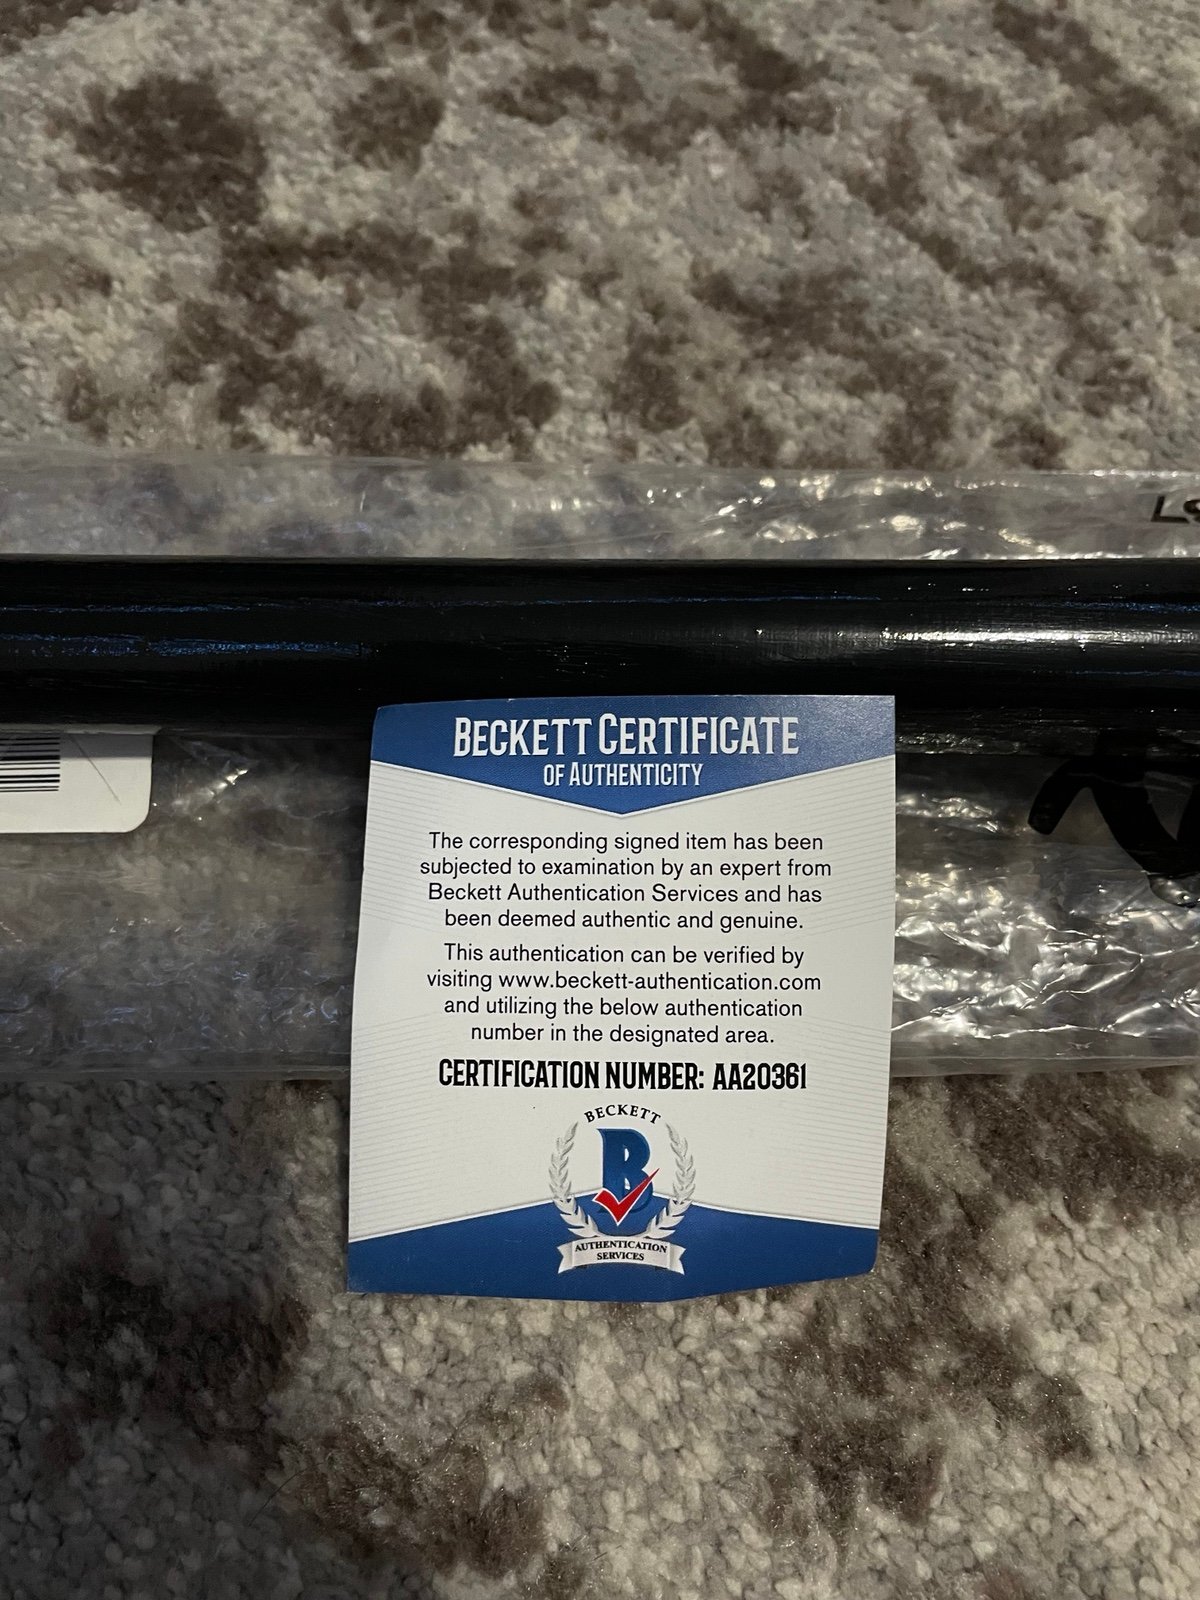 BECKETT CERTIFICATE
OF AUTHENTICITY
The corresponding signed item has been
subjected to examination by an expert from
Beckett Authentication Services and has
been deemed authentic and genuine.
This authentication can be verified by
visiting www.beckett-authentication.com
and utilizing the below authentication
number in the designated area.
CERTIFICATION NUMBER: AA20361
BECKETT
B
AUTHENTICATION
SERVICES